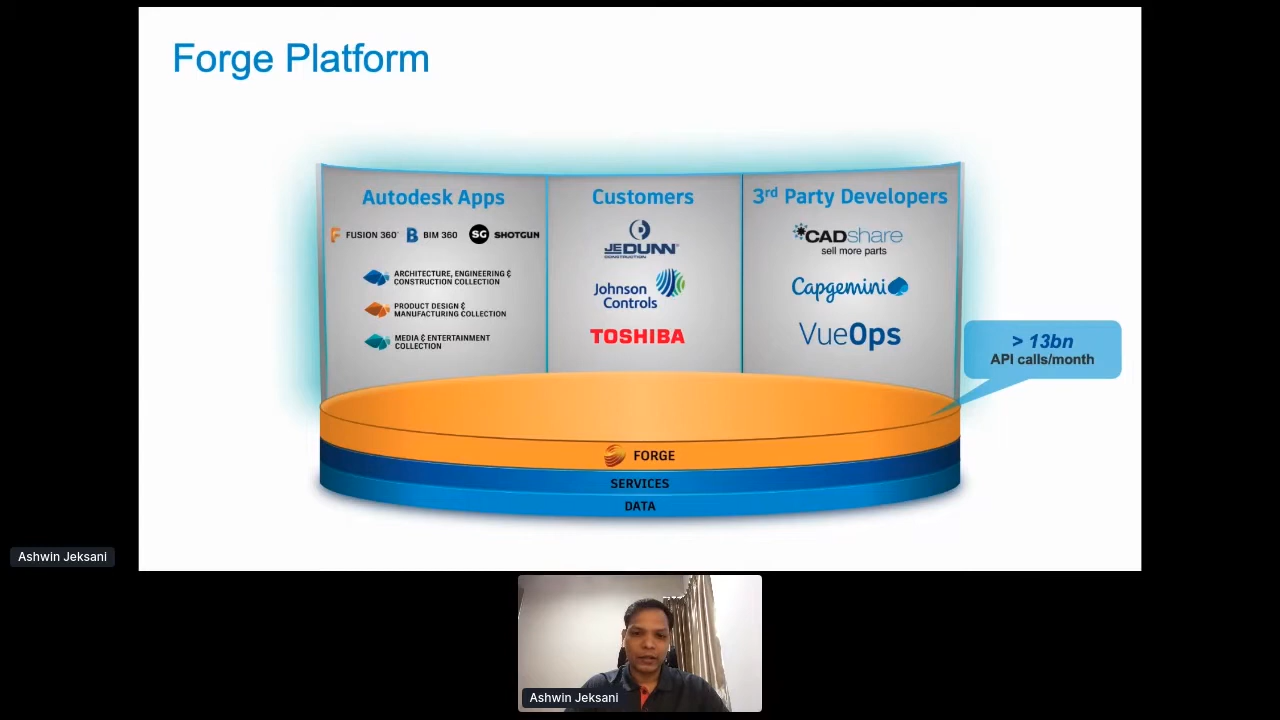 Forge Platform
Autodesk Apps
FUSION 360
BIM 360
SG SHOTGUN
ARCHITECTURE, ENGINEERING &
CONSTRUCTION COLLECTION
PRODUCT DESIGN &
MANUFACTURING COLLECTION
MEDIA & ENTERTAINMENT
COLLECTION
Customers
JE DUNN
CONSTRUCTION
Johnson
Controls
TOSHIBA
3rd Party Developers
CADshare
sell more parts
Capgemini
VueOps
> 13bn
API calls/month
FORGE
SERVICES
DATA
Ashwin Jeksani
Ashwin Jeksani